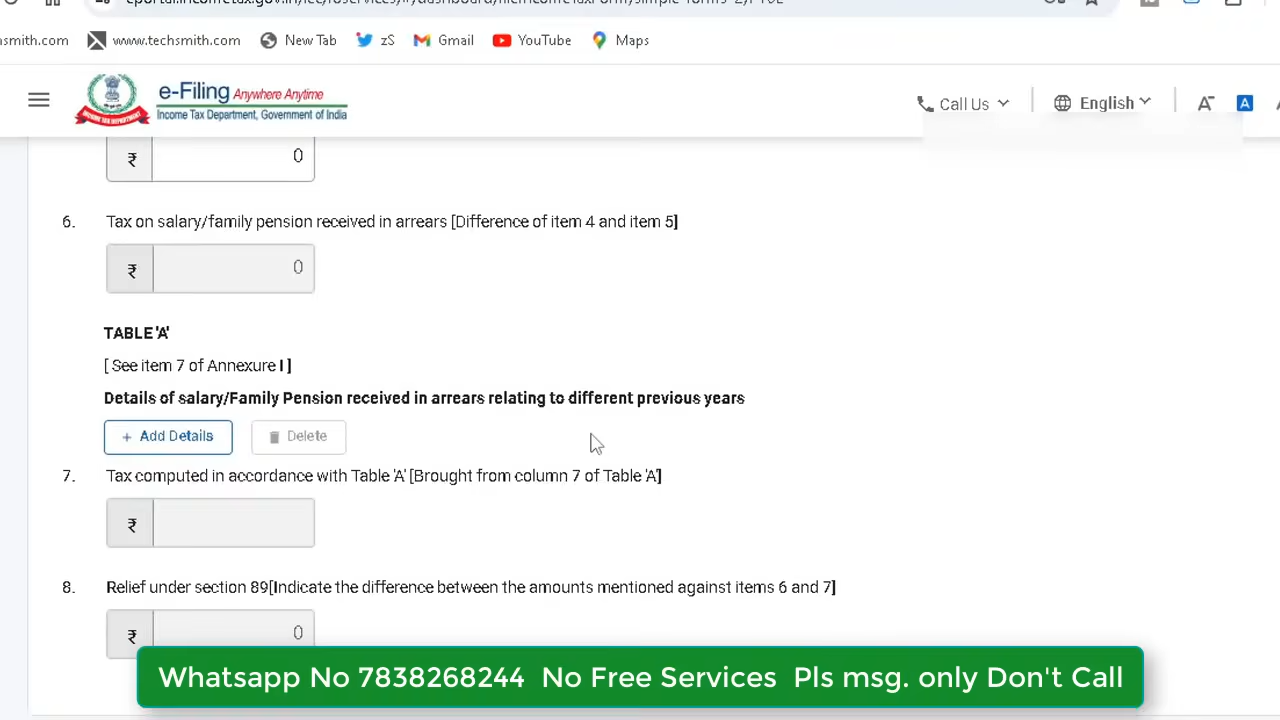 smith.com www.techsmith.com New Tab zS Gmail YouTube Maps
e-Filing Anywhere Anytime
Income Tax Department, Government of India
Call Us English A A
₹ 0
6. Tax on salary/family pension received in arrears [Difference of item 4 and item 5]
₹ 0
TABLE 'A'
[ See item 7 of Annexure I ]
Details of salary/Family Pension received in arrears relating to different previous years
+ Add Details Delete
7. Tax computed in accordance with Table 'A' [Brought from column 7 of Table 'A']
₹
8. Relief under section 89[Indicate the difference between the amounts mentioned against items 6 and 7]
₹ 0
Whatsapp No 7838268244 No Free Services Pls msg. only Don't Call